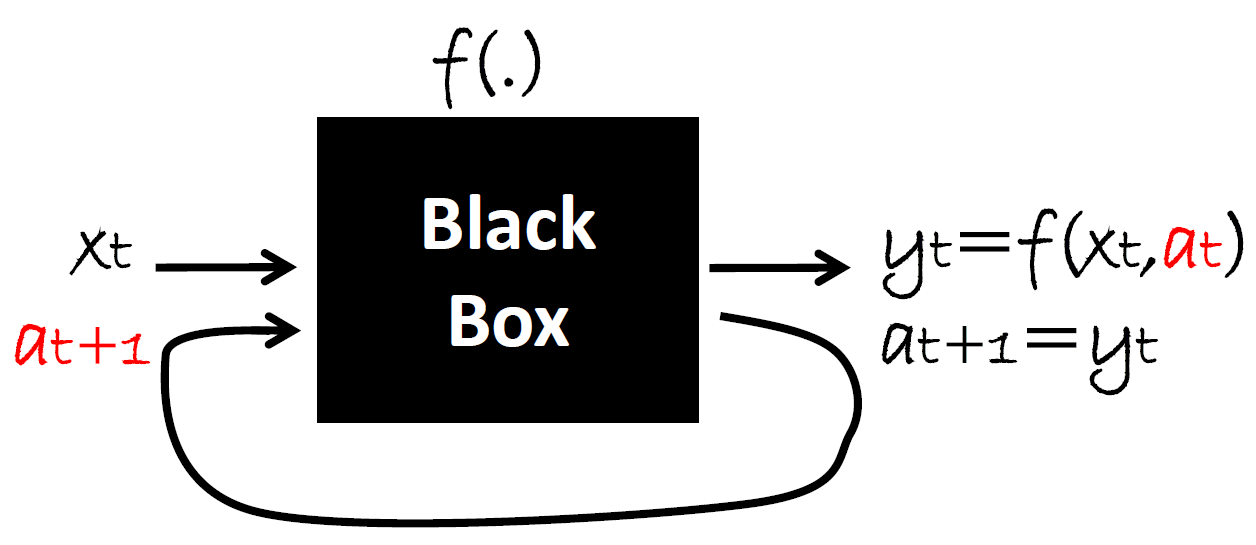 f(.)
Black
Box
xt
at+1
yt=f(xt,at)
at+1=yt